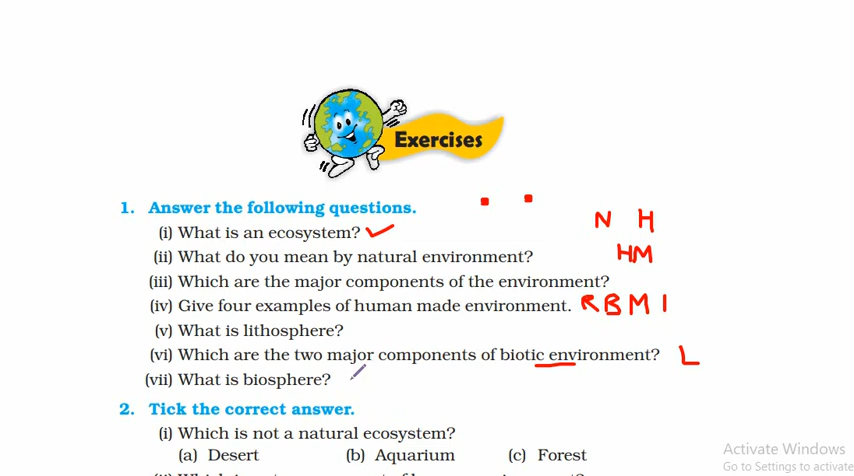 Exercises
1. Answer the following questions.
(i) What is an ecosystem?
N H
(ii) What do you mean by natural environment?
HM
(iii) Which are the major components of the environment?
(iv) Give four examples of human made environment. R B M I
(v) What is lithosphere?
(vi) Which are the two major components of biotic environment? L
(vii) What is biosphere?
2. Tick the correct answer.
(i) Which is not a natural ecosystem?
(a) Desert (b) Aquarium (c) Forest
Activate Windows
Go to Settings to activate